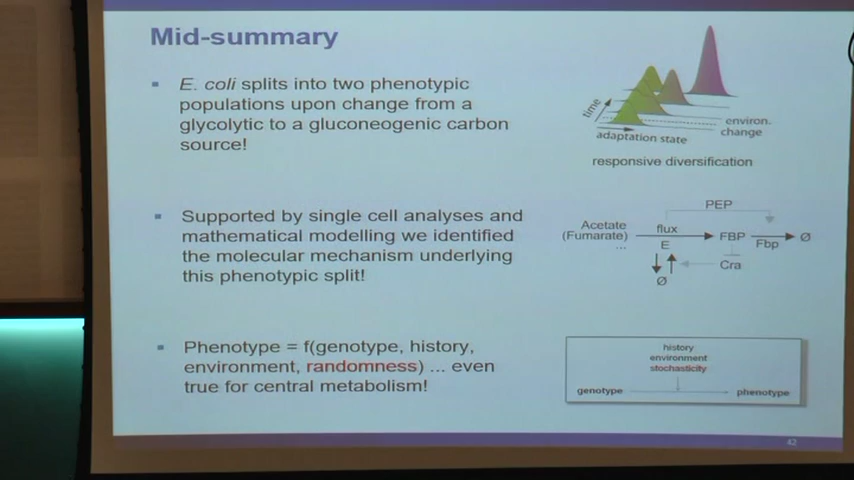 Mid-summary
E. coli splits into two phenotypic
populations upon change from a
glycolytic to a gluconeogenic carbon
source!
time
adaptation state
environ.
change
responsive diversification
Supported by single cell analyses and
mathematical modelling we identified
the molecular mechanism underlying
this phenotypic split!
PEP
Acetate
(Fumarate)
...
flux
E
FBP
Fbp
Ø
Cra
Ø
Phenotype = f(genotype, history,
environment, randomness) ... even
true for central metabolism!
history
environment
stochasticity
genotype
phenotype
42